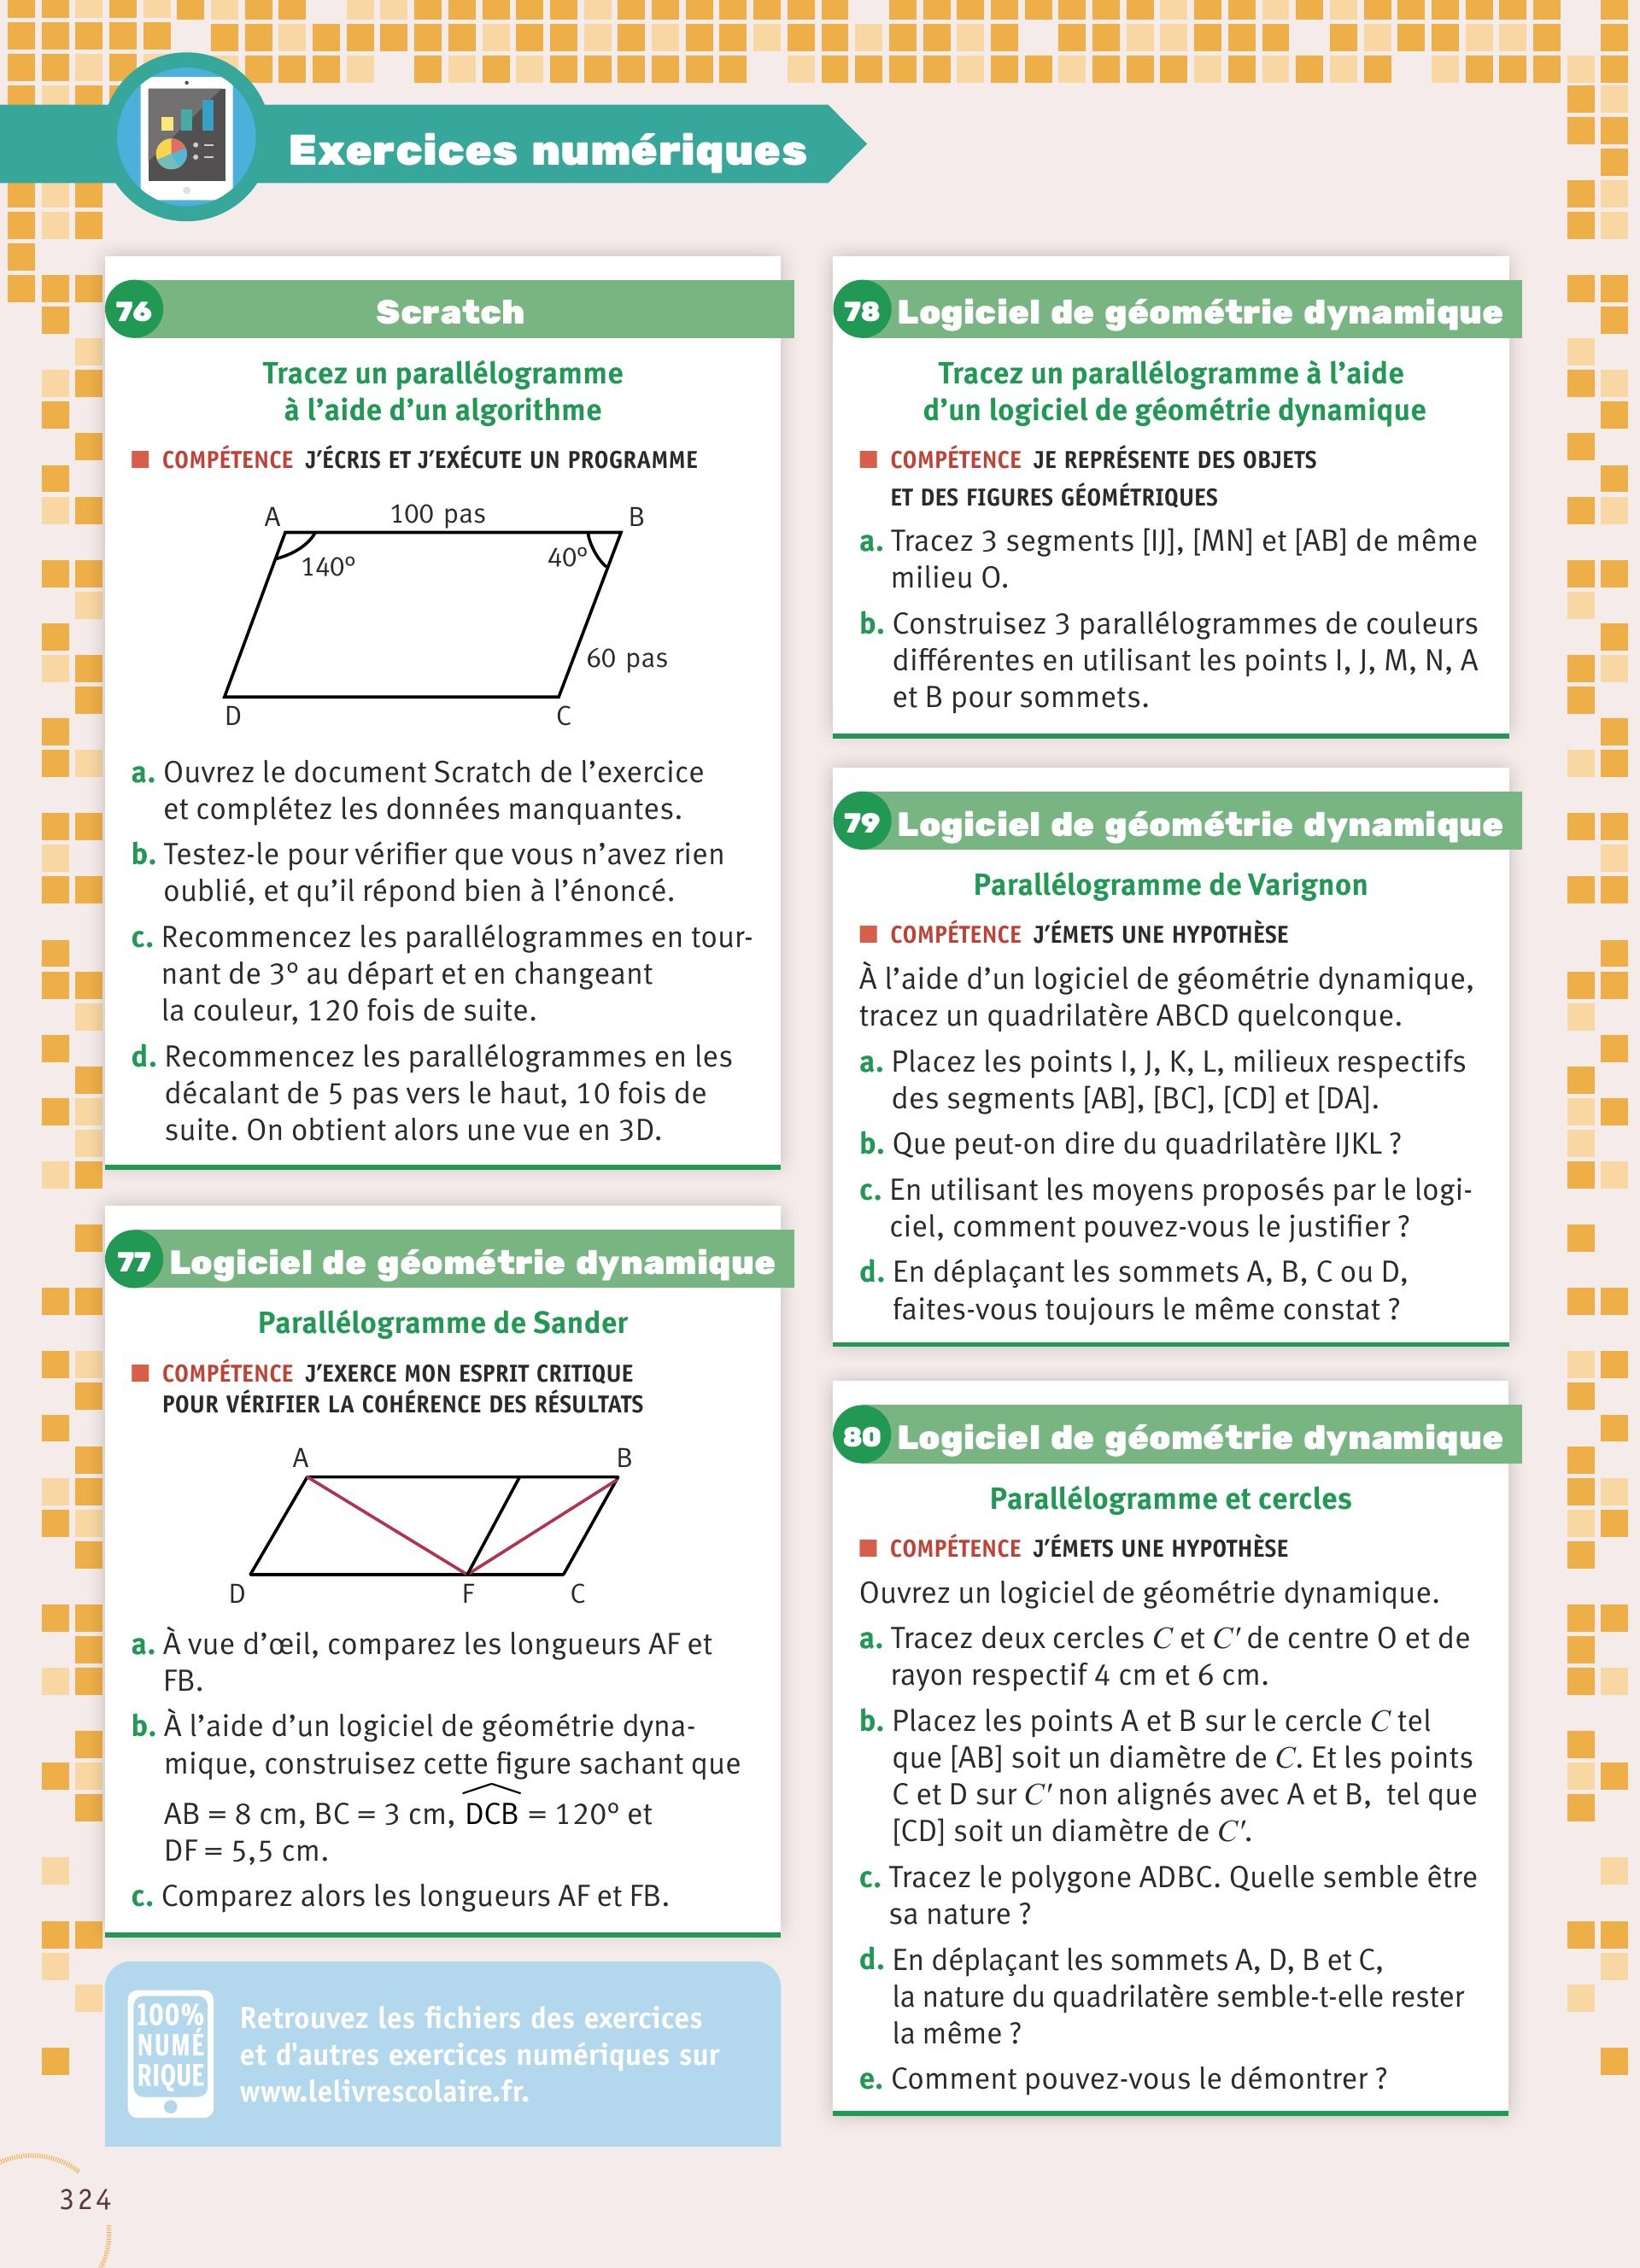 Exercices numériques
76 Scratch
Tracez un parallélogramme
à l'aide d'un algorithme
COMPÉTENCE J'ÉCRIS ET J'EXÉCUTE UN PROGRAMME
A 100 pas B
140º 40º
60 pas
D C
a. Ouvrez le document Scratch de l'exercice
et complétez les données manquantes.
b. Testez-le pour vérifier que vous n'avez rien
oublié, et qu'il répond bien à l'énoncé.
c. Recommencez les parallélogrammes en tour-
nant de 3º au départ et en changeant
la couleur, 120 fois de suite.
d. Recommencez les parallélogrammes en les
décalant de 5 pas vers le haut, 10 fois de
suite. On obtient alors une vue en 3D.
77 Logiciel de géométrie dynamique
Parallélogramme de Sander
COMPÉTENCE J'EXERCE MON ESPRIT CRITIQUE
POUR VÉRIFIER LA COHÉRENCE DES RÉSULTATS
A B
D F C
a. À vue d'œil, comparez les longueurs AF et
FB.
b. À l'aide d'un logiciel de géométrie dyna-
mique, construisez cette figure sachant que
AB = 8 cm, BC = 3 cm, DCB = 120º et
DF = 5,5 cm.
c. Comparez alors les longueurs AF et FB.
100%
NUMÉ
RIQUE
Retrouvez les fichiers des exercices
et d'autres exercices numériques sur
www.lelivrescolaire.fr.
78 Logiciel de géométrie dynamique
Tracez un parallélogramme à l'aide
d'un logiciel de géométrie dynamique
COMPÉTENCE JE REPRÉSENTE DES OBJETS
ET DES FIGURES GÉOMÉTRIQUES
a. Tracez 3 segments [IJ], [MN] et [AB] de même
milieu O.
b. Construisez 3 parallélogrammes de couleurs
différentes en utilisant les points I, J, M, N, A
et B pour sommets.
79 Logiciel de géométrie dynamique
Parallélogramme de Varignon
COMPÉTENCE J'ÉMETS UNE HYPOTHÈSE
À l'aide d'un logiciel de géométrie dynamique,
tracez un quadrilatère ABCD quelconque.
a. Placez les points I, J, K, L, milieux respectifs
des segments [AB], [BC], [CD] et [DA].
b. Que peut-on dire du quadrilatère IJKL ?
c. En utilisant les moyens proposés par le logi-
ciel, comment pouvez-vous le justifier ?
d. En déplaçant les sommets A, B, C ou D,
faites-vous toujours le même constat ?
80 Logiciel de géométrie dynamique
Parallélogramme et cercles
COMPÉTENCE J'ÉMETS UNE HYPOTHÈSE
Ouvrez un logiciel de géométrie dynamique.
a. Tracez deux cercles C et C' de centre O et de
rayon respectif 4 cm et 6 cm.
b. Placez les points A et B sur le cercle C tel
que [AB] soit un diamètre de C. Et les points
C et D sur C' non alignés avec A et B, tel que
[CD] soit un diamètre de C'.
c. Tracez le polygone ADBC. Quelle semble être
sa nature ?
d. En déplaçant les sommets A, D, B et C,
la nature du quadrilatère semble-t-elle rester
la même ?
e. Comment pouvez-vous le démontrer ?
324